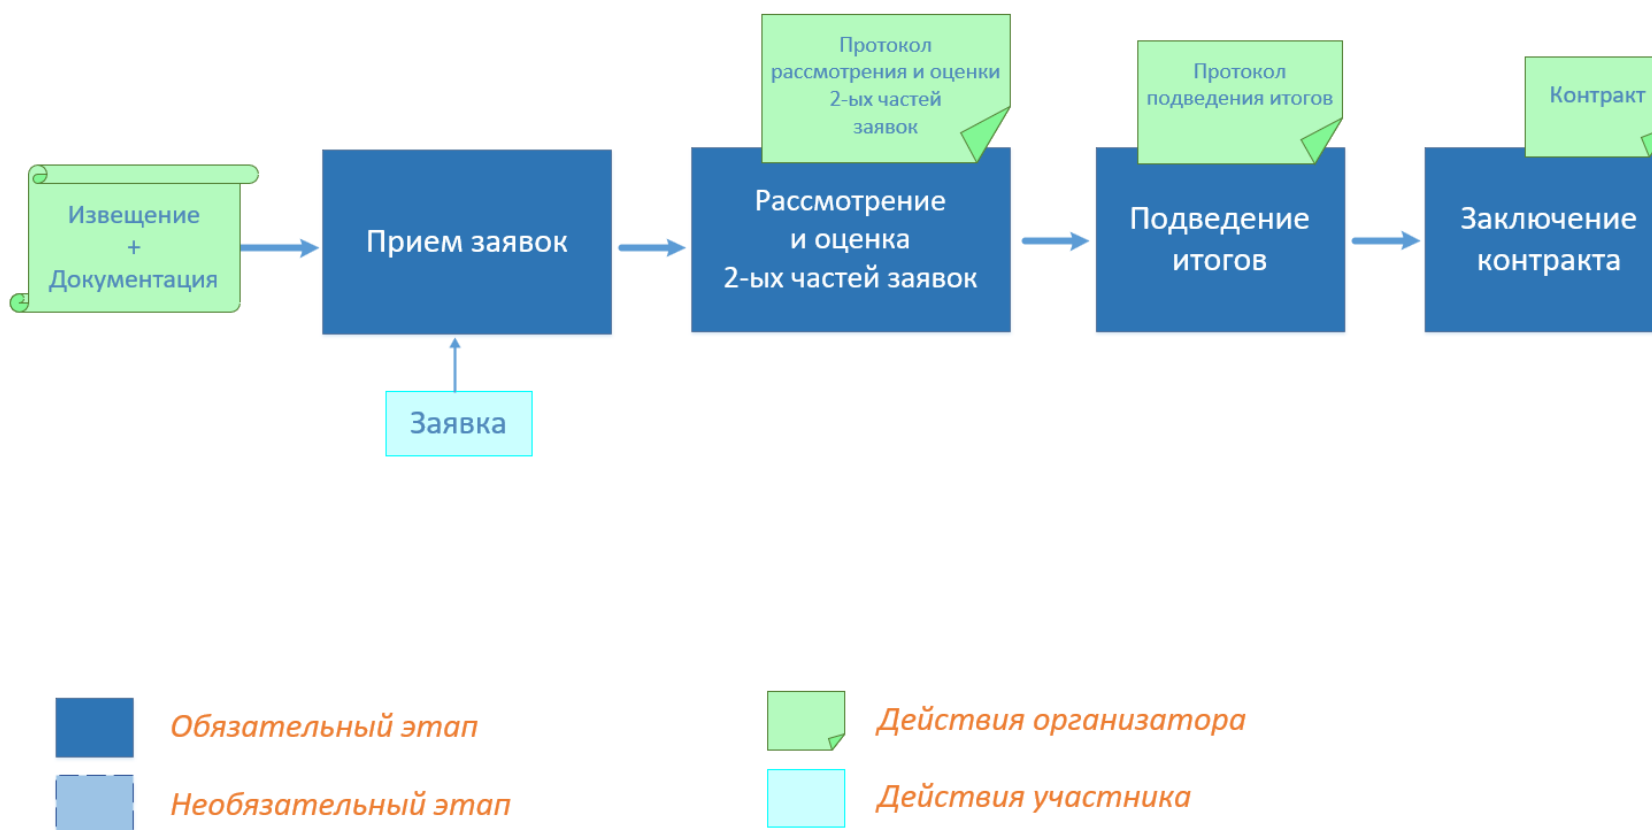 Извещение
+
Документация
Прием заявок
Заявка
Протокол
рассмотрения и оценки
2-ых частей
заявок
Рассмотрение
и оценка
2-ых частей заявок
Протокол
подведения итогов
Подведение
итогов
Контракт
Заключение
контракта
Обязательный этап
Необязательный этап
Действия организатора
Действия участника